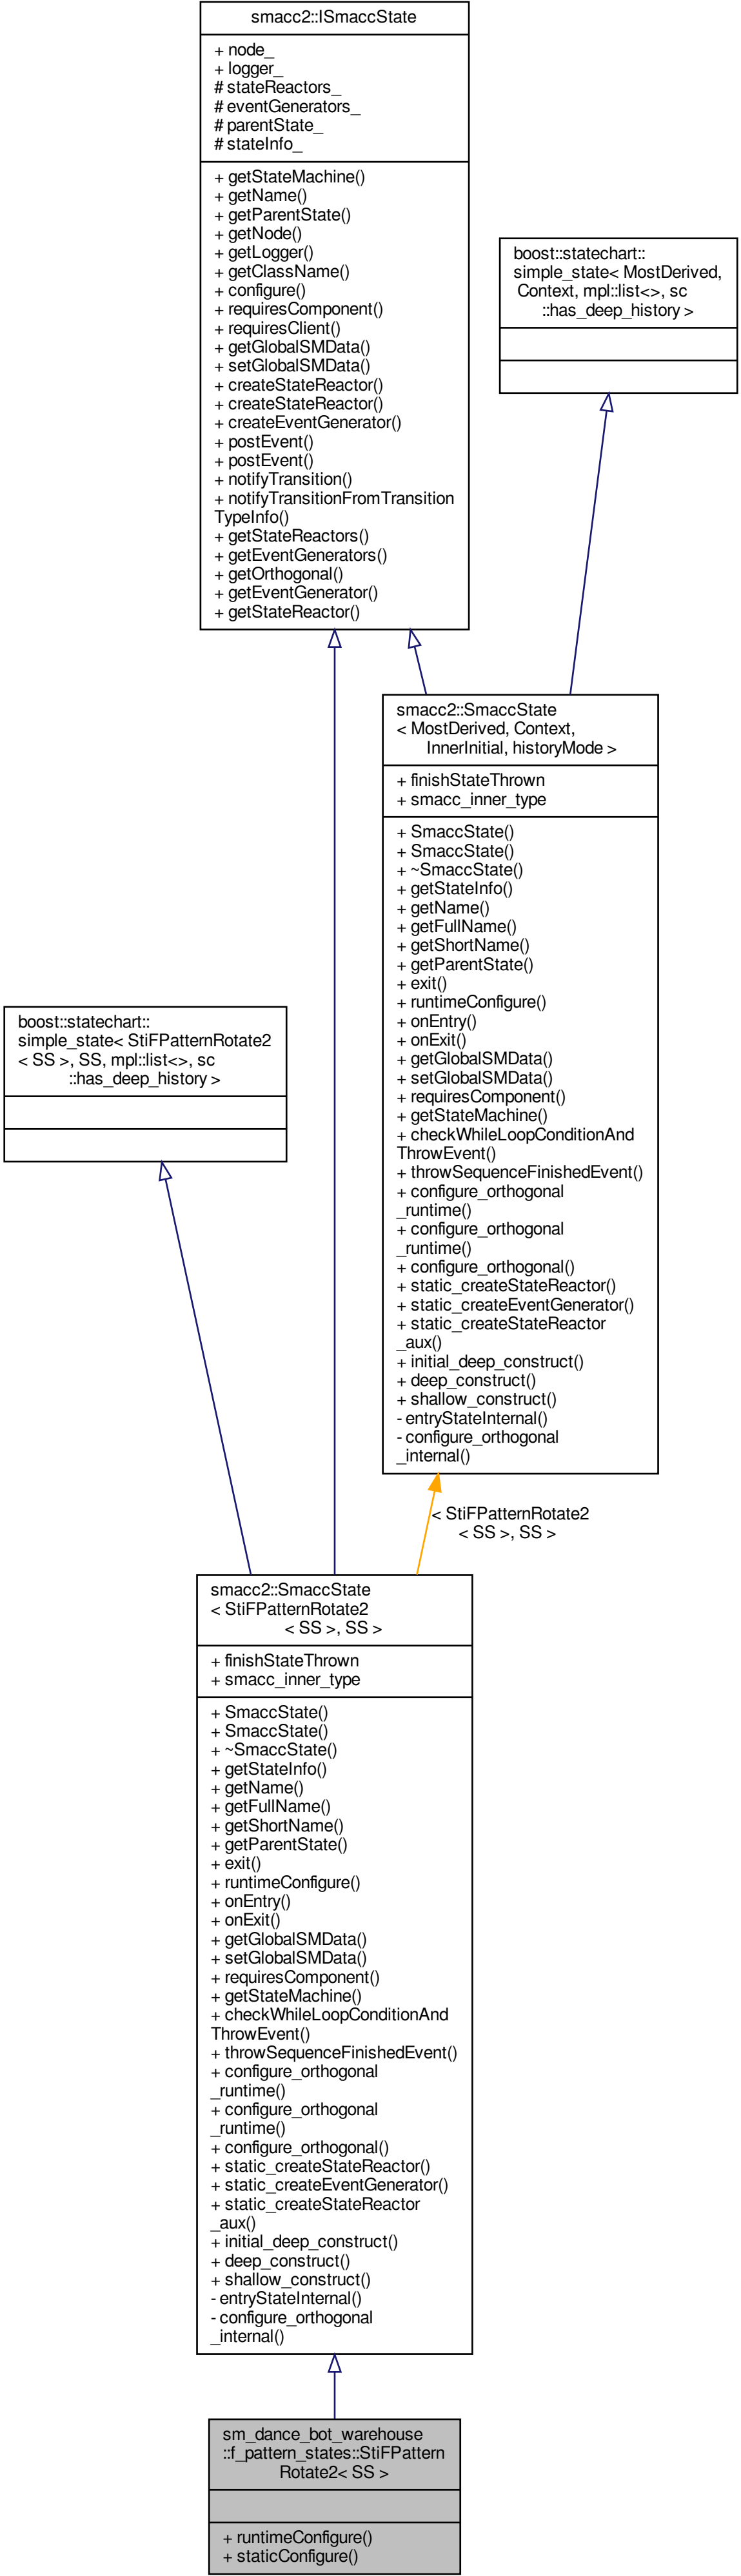 smacc2::ISmaccState
+ node_
+ logger_
# stateReactors_
# eventGenerators_
# parentState_
# stateInfo_
+ getStateMachine()
+ getName()
+ getParentState()
+ getNode()
+ getLogger()
+ getClassName()
+ configure()
+ requiresComponent()
+ requiresClient()
+ getGlobalSMData()
+ setGlobalSMData()
+ createStateReactor()
+ createStateReactor()
+ createEventGenerator()
+ postEvent()
+ postEvent()
+ notifyTransition()
+ notifyTransitionFromTransition
TypeInfo()
+ getStateReactors()
+ getEventGenerators()
+ getOrthogonal()
+ getEventGenerator()
+ getStateReactor()
boost::statechart::
simple_state< MostDerived,
Context, mpl::list<>, sc
::has_deep_history >
smacc2::SmaccState
< MostDerived, Context,
InnerInitial, historyMode >
+ finishStateThrown
+ smacc_inner_type
+ SmaccState()
+ SmaccState()
+ ~SmaccState()
+ getStateInfo()
+ getName()
+ getFullName()
+ getShortName()
+ getParentState()
+ exit()
+ runtimeConfigure()
+ onEntry()
+ onExit()
+ getGlobalSMData()
+ setGlobalSMData()
+ requiresComponent()
+ getStateMachine()
+ checkWhileLoopConditionAnd
ThrowEvent()
+ throwSequenceFinishedEvent()
+ configure_orthogonal
_runtime()
+ configure_orthogonal
_runtime()
+ configure_orthogonal()
+ static_createStateReactor()
+ static_createEventGenerator()
+ static_createStateReactor
_aux()
+ initial_deep_construct()
+ deep_construct()
+ shallow_construct()
- entryStateInternal()
- configure_orthogonal
_internal()
boost::statechart::
simple_state< StiFPatternRotate2
< SS >, SS, mpl::list<>, sc
::has_deep_history >
< StiFPatternRotate2
< SS >, SS >
smacc2::SmaccState
< StiFPatternRotate2
< SS >, SS >
+ finishStateThrown
+ smacc_inner_type
+ SmaccState()
+ SmaccState()
+ ~SmaccState()
+ getStateInfo()
+ getName()
+ getFullName()
+ getShortName()
+ getParentState()
+ exit()
+ runtimeConfigure()
+ onEntry()
+ onExit()
+ getGlobalSMData()
+ setGlobalSMData()
+ requiresComponent()
+ getStateMachine()
+ checkWhileLoopConditionAnd
ThrowEvent()
+ throwSequenceFinishedEvent()
+ configure_orthogonal
_runtime()
+ configure_orthogonal
_runtime()
+ configure_orthogonal()
+ static_createStateReactor()
+ static_createEventGenerator()
+ static_createStateReactor
_aux()
+ initial_deep_construct()
+ deep_construct()
+ shallow_construct()
- entryStateInternal()
- configure_orthogonal
_internal()
sm_dance_bot_warehouse
::f_pattern_states::StiFPattern
Rotate2< SS >
+ runtimeConfigure()
+ staticConfigure()